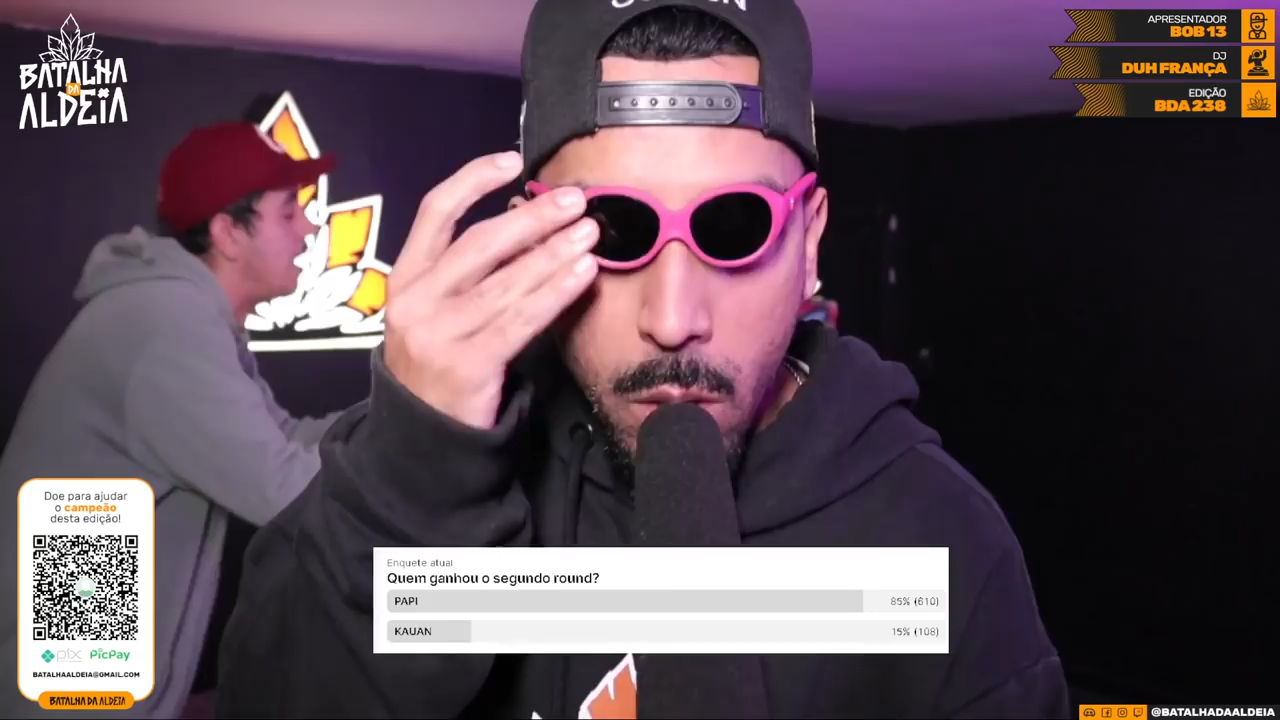 BATALHA
DA
ALDEIA
APRESENTADOR
BOB 13
DJ
DUH FRANÇA
EDIÇÃO
BDA 238
Doe para ajudar
o campeão
desta edição!
pix PicPay
BATALHAALDEIA@GMAIL.COM
BATALHA DA ALDEIA
Enquete atual
Quem ganhou o segundo round?
PAPI 85% (610)
KAUAN 15% (108)
@BATALHADAALDEIA